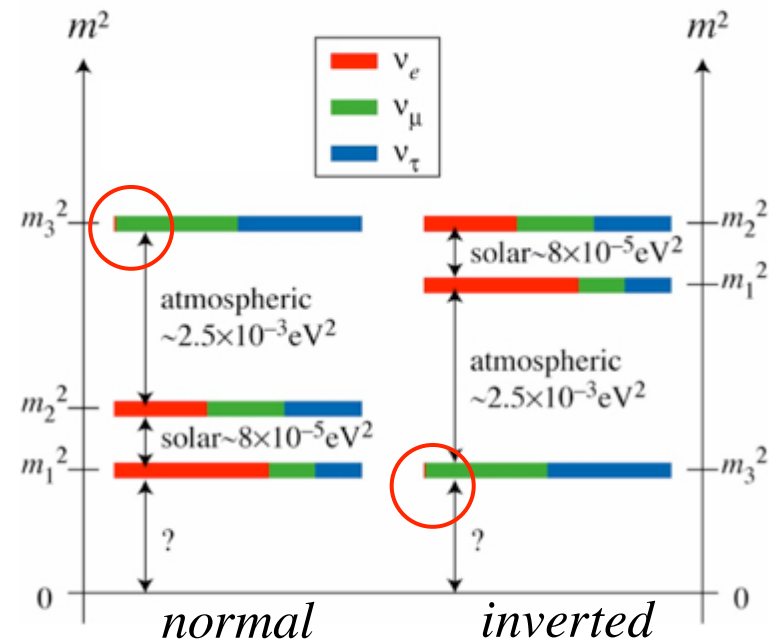 m² m²
ν_e
ν_μ
ν_τ
m₃² m₂²
solar~8×10⁻⁵eV²
m₁²
atmospheric
~2.5×10⁻³eV²
atmospheric
~2.5×10⁻³eV²
m₂²
solar~8×10⁻⁵eV²
m₁² m₃²
? ?
0 0
normal inverted